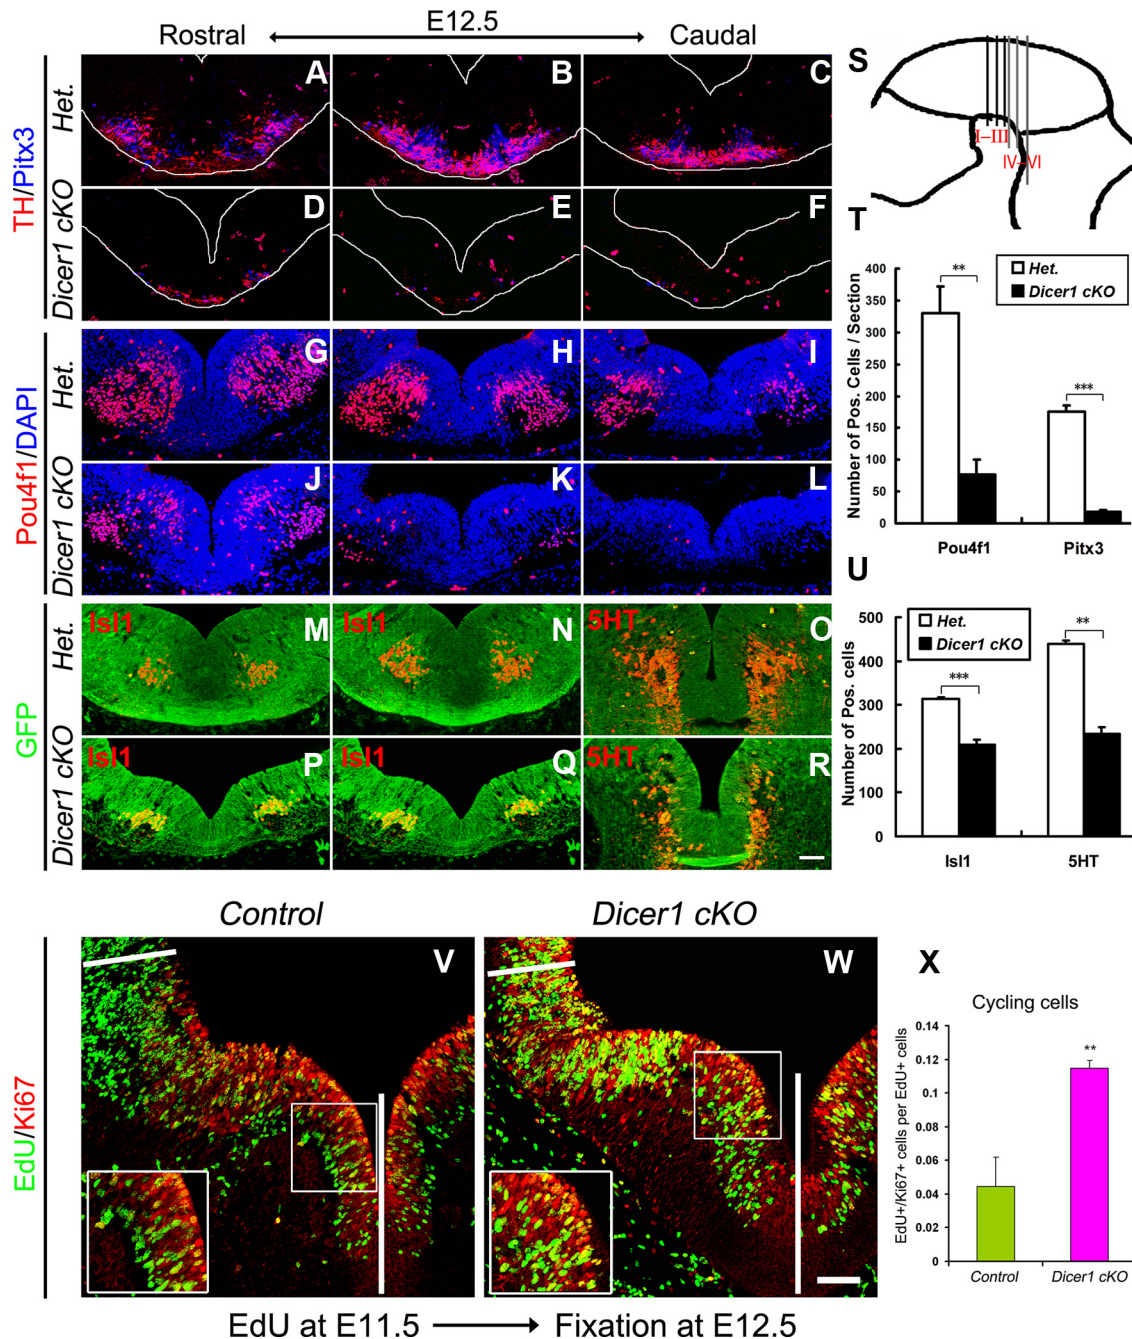 E12.5
Rostral
Caudal
TH/Pitx3
Het.
Dicer1 cKO
A
B
C
D
E
F
Pou4f1/DAPI
Het.
Dicer1 cKO
G
H
I
J
K
L
GFP
Het.
Dicer1 cKO
Isl1
M
Isl1
N
5HT
O
Isl1
P
Isl1
Q
5HT
R
S
I-III
IV-VI
T
Number of Pos. Cells / Section
400
350
300
250
200
150
100
50
0
Het.
Dicer1 cKO
**
***
Pou4f1
Pitx3
U
Number of Pos. cells
500
400
300
200
100
0
Het.
Dicer1 cKO
***
**
Isl1
5HT
Control
Dicer1 cKO
EdU/Ki67
V
W
EdU at E11.5
Fixation at E12.5
X
Cycling cells
EdU+/Ki67+ cells per EdU+ cells
0.14
0.12
0.1
0.08
0.06
0.04
0.02
0
**
Control
Dicer1 cKO